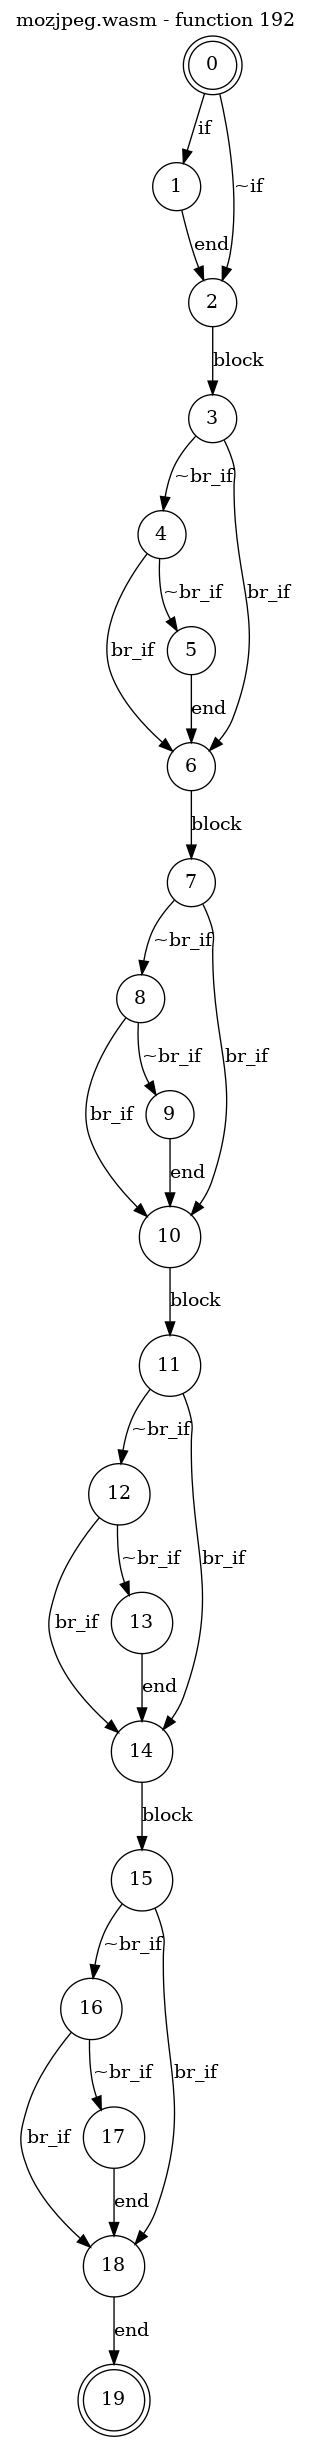 mozjpeg.wasm - function 192
0
if
~if
1
end
2
block
3
~br_if
4
br_if
~br_if
br_if
5
end
6
block
7
~br_if
8
br_if
~br_if
br_if
9
end
10
block
11
~br_if
12
br_if
~br_if
br_if
13
end
14
block
15
~br_if
16
br_if
~br_if
br_if
17
end
18
end
19